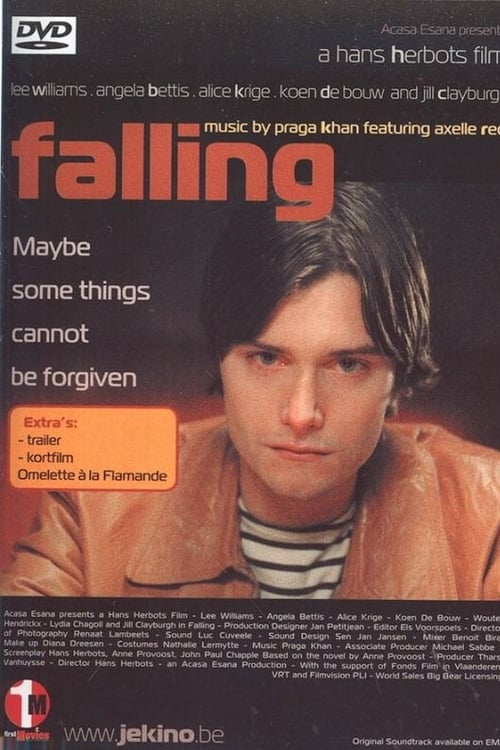 DVD
VIDEO
Acasa Esana present
a hans herbots film
lee williams . angela bettis . alice krige . koen de bouw and jill clayburg
music by praga khan featuring axelle red
falling
Maybe
some things
cannot
be forgiven
Extra's:
- trailer
- kortfilm
Omelette à la Flamande
Acasa Esana presents a Hans Herbots Film - Lee Williams - Angela Bettis - Alice Krige - Koen De Bouw - Woute
Hendrickx - Lydia Chagoll and Jill Clayburgh in Falling - Production Designer Jan Petitjean - Editor Els Voorspoels - Directo
of Photography Renaat Lambeets - Sound Luc Cuveele - Sound Design Sen Jan Jansen - Mixer Benoit Bir
Make up Diana Dreesen - Costumes Nathalie Lermytte - Music Praga Khan - Associate Producer Michael Sabbe
Screenplay Hans Herbots, Anne Provoost, John Paul Chapple Based on the novel by Anne Provoost - Producer Thars
Vanhuysse - Director Hans Herbots - an Acasa Esana Production - With the support of Fonds Film in Vlaanderen
VRT and Filmvision PLI - World Sales Big Bear Licensing
1M
first Movies
www.jekino.be
Original Soundtrack available on EM